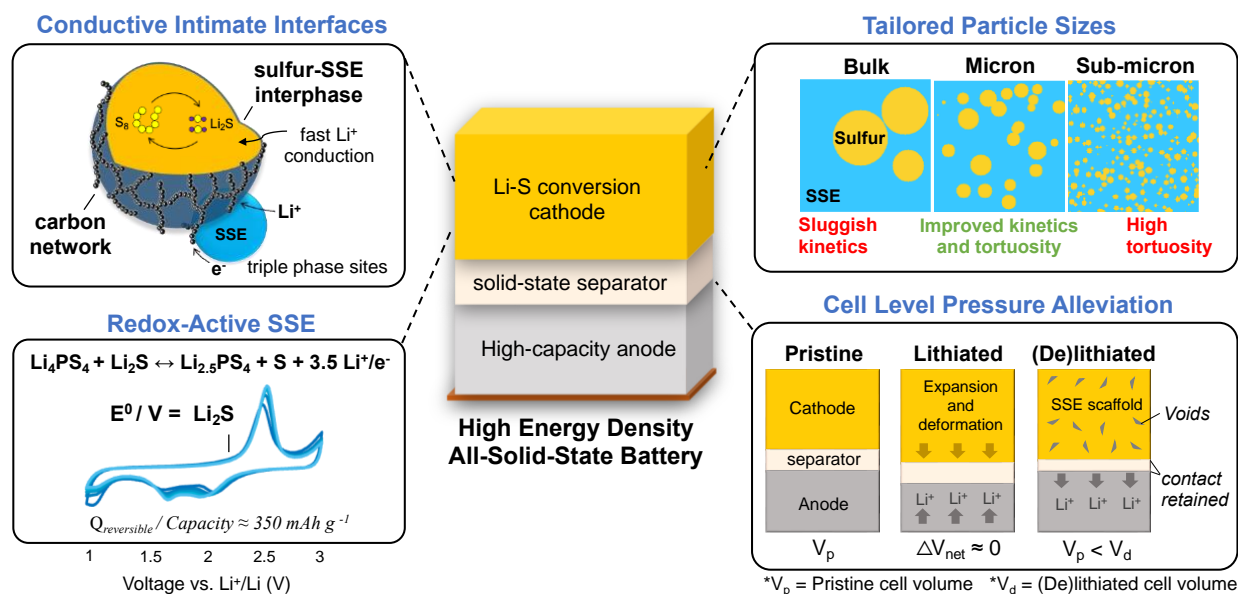 Conductive Intimate Interfaces
sulfur-SSE
interphase
S₈
Li₂S
fast Li⁺
conduction
carbon
network
Li⁺
SSE
e⁻
triple phase sites
Redox-Active SSE
Li₄PS₄ + Li₂S ↔ Li₂.₅PS₄ + S + 3.5 Li⁺/e⁻
E⁰ / V = Li₂S
Q_reversible / Capacity ≈ 350 mAh g ⁻¹
1 1.5 2 2.5 3
Voltage vs. Li⁺/Li (V)
Li-S conversion
cathode
solid-state separator
High-capacity anode
High Energy Density
All-Solid-State Battery
Tailored Particle Sizes
Bulk Micron Sub-micron
Sulfur
SSE
Sluggish
kinetics
Improved kinetics
and tortuosity
High
tortuosity
Cell Level Pressure Alleviation
Pristine Lithiated (De)lithiated
Cathode
separator
Anode
Expansion
and
deformation
Li⁺ Li⁺ Li⁺
SSE scaffold
Li⁺ Li⁺ Li⁺
Voids
contact
retained
Vₚ △V_net ≈ 0 Vₚ < V_d
*Vₚ = Pristine cell volume *V_d = (De)lithiated cell volume